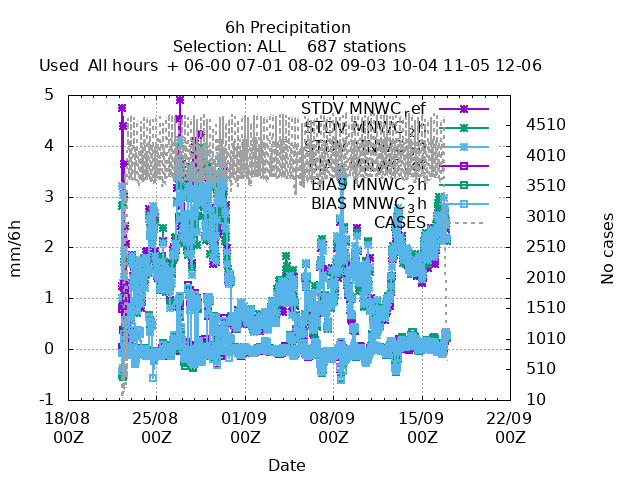 6h Precipitation
Selection: ALL    687 stations
Used  All hours  + 06-00 07-01 08-02 09-03 10-04 11-05 12-06
5
4
3
2
1
0
-1
mm/6h
STDV MNWC_ref
STDV MNWC_2h
BIAS MNWC_2h
BIAS MNWC_3h
CASES
4510
4010
3510
3010
2510
2010
1510
1010
510
10
No cases
18/08 25/08 01/09 08/09 15/09 22/09
00Z 00Z 00Z 00Z 00Z 00Z
Date